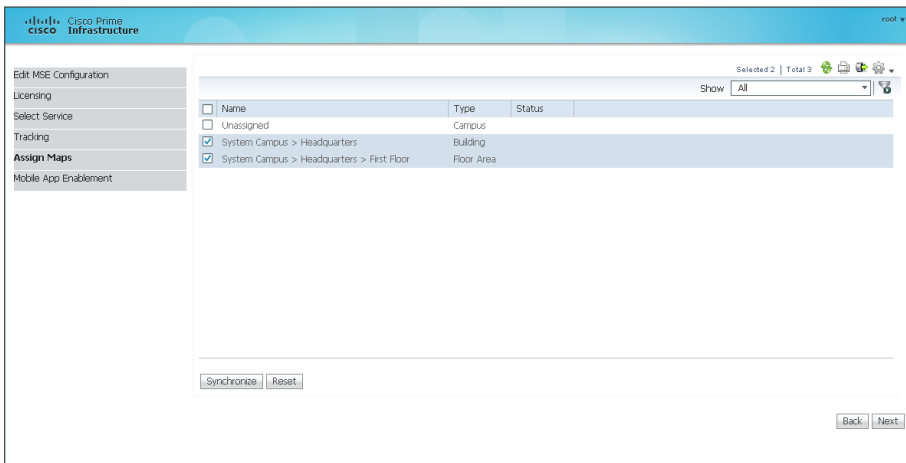 Cisco Prime
CISCO Infrastructure
root
Edit MSE Configuration
Licensing
Select Service
Tracking
Assign Maps
Mobile App Enablement
Selected 2 | Total 3
Show All
Name Type Status
Unassigned Campus
System Campus > Headquarters Building
System Campus > Headquarters > First Floor Floor Area
Synchronize Reset
Back Next